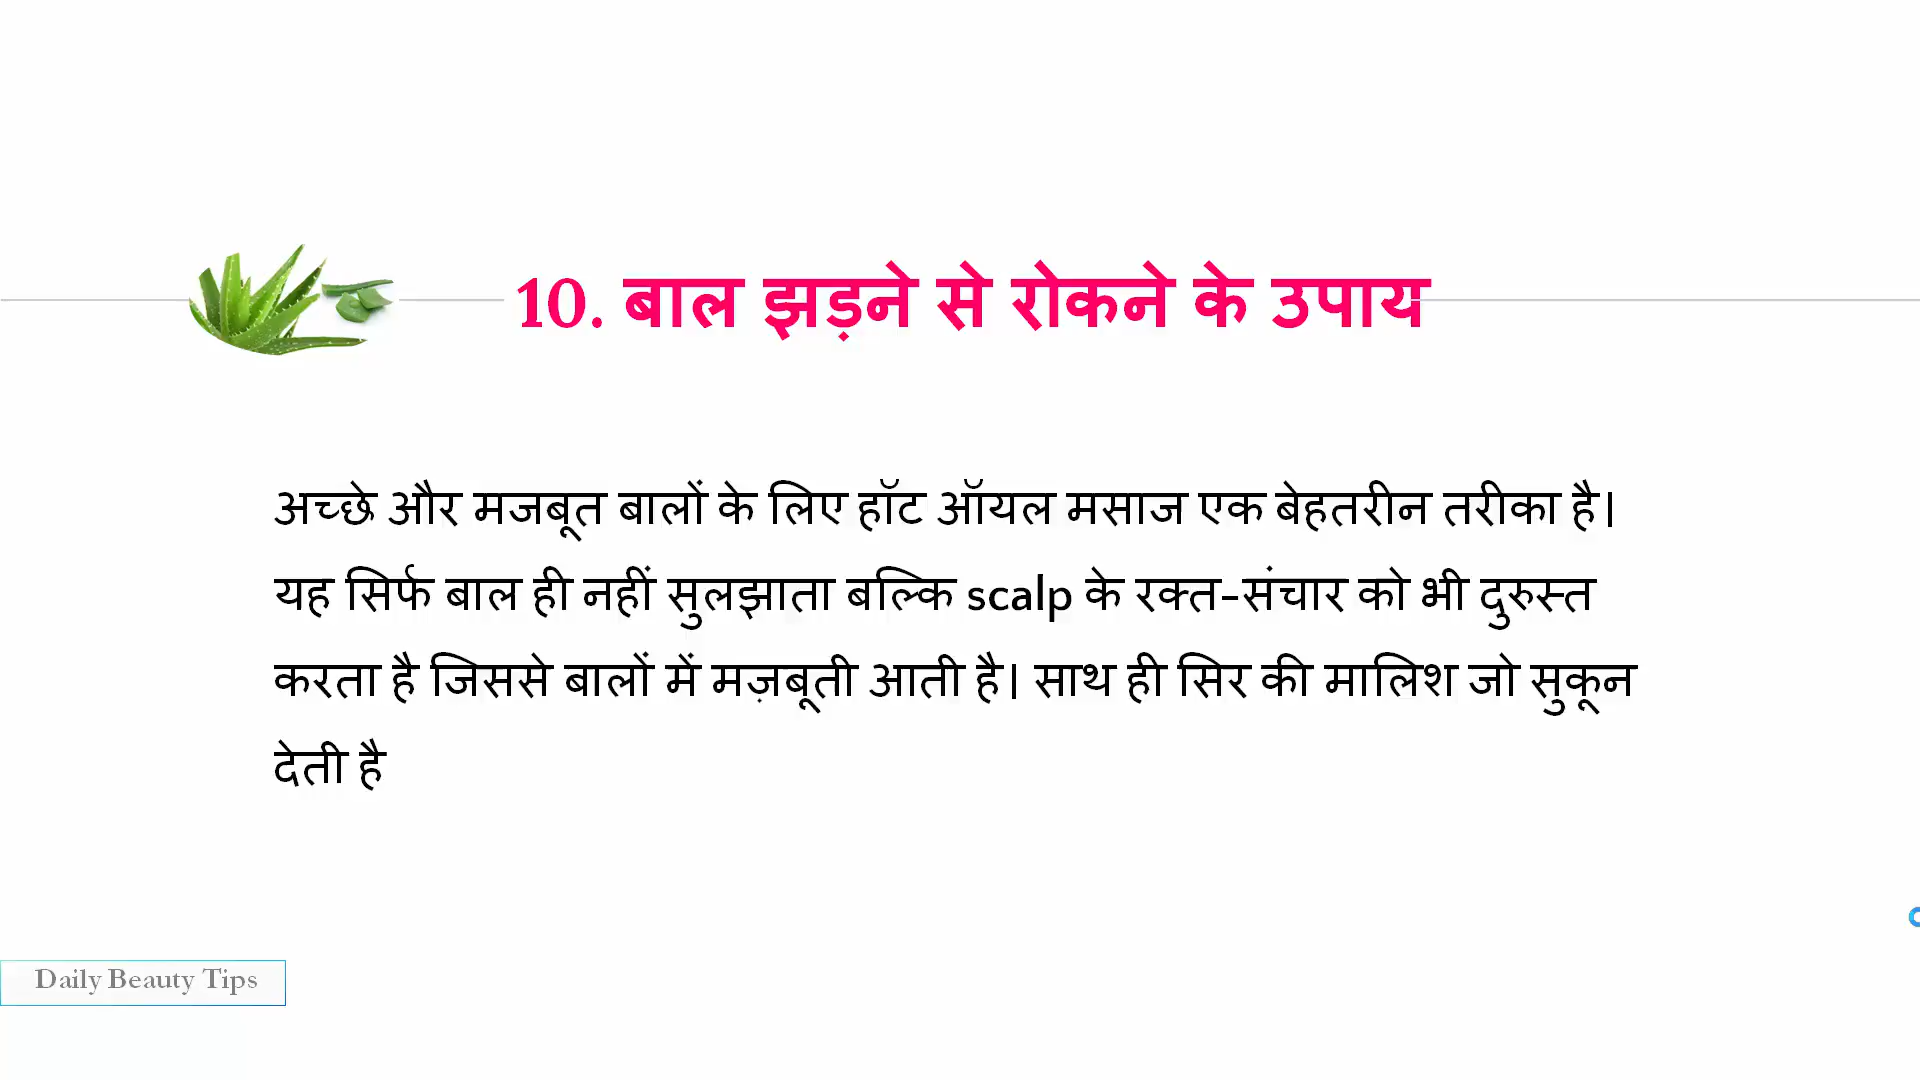 10. बाल झड़ने से रोकने के उपाय
अच्छे और मजबूत बालों के लिए हॉट ऑयल मसाज एक बेहतरीन तरीका है।
यह सिर्फ बाल ही नहीं सुलझाता बल्कि scalp के रक्त-संचार को भी दुरुस्त
करता है जिससे बालों में मज़बूती आती है। साथ ही सिर की मालिश जो सुकून
देती है
Daily Beauty Tips